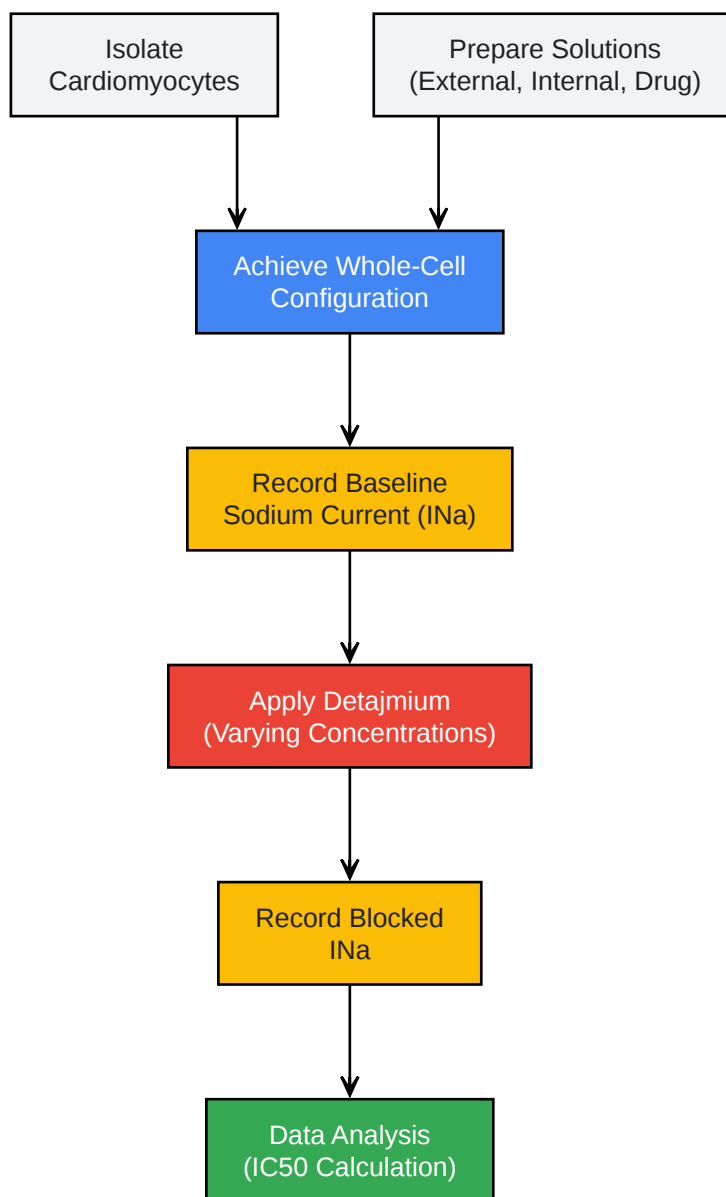 Isolate
Cardiomyocytes
Prepare Solutions
(External, Internal, Drug)
Achieve Whole-Cell
Configuration
Record Baseline
Sodium Current (INa)
Apply Detajmium
(Varying Concentrations)
Record Blocked
INa
Data Analysis
(IC50 Calculation)